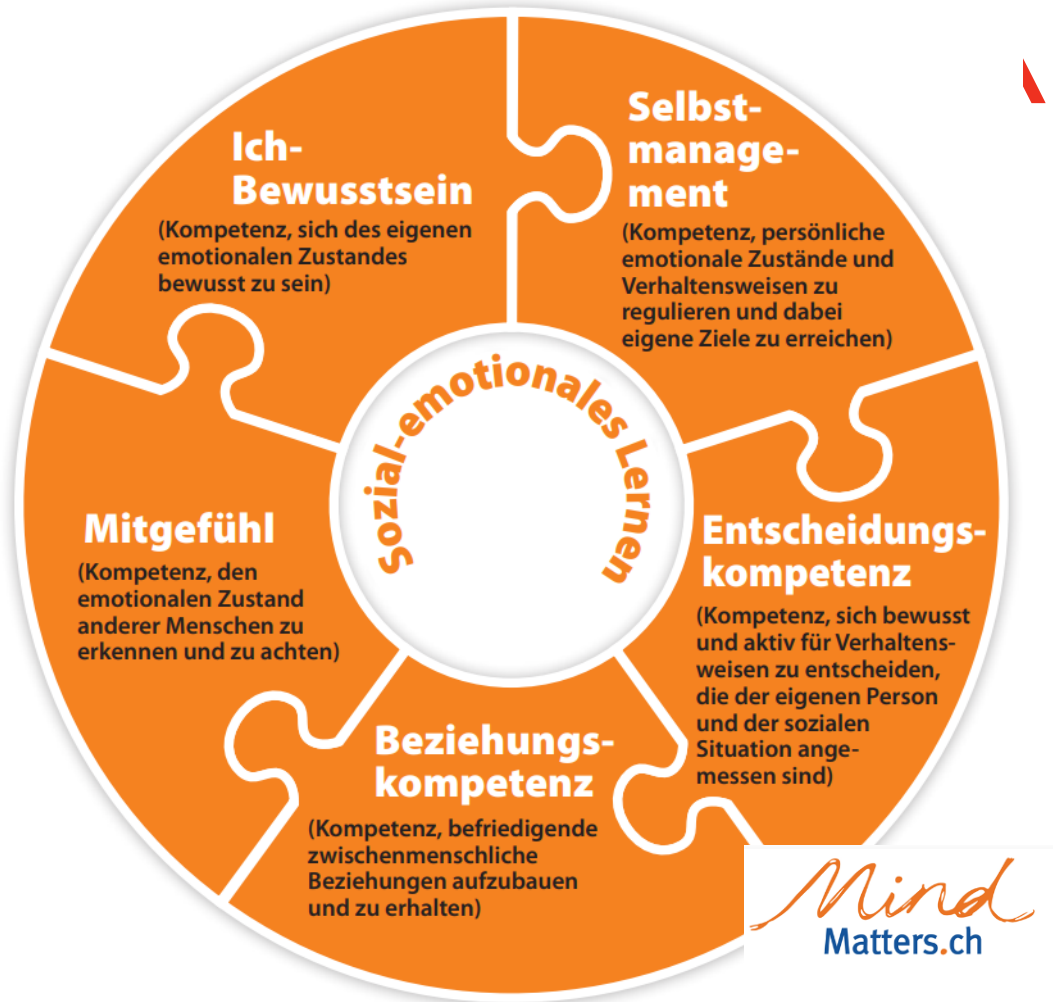 Ich-
Bewusstsein
(Kompetenz, sich des eigenen
emotionalen Zustandes
bewusst zu sein)
Selbst-
manage-
ment
(Kompetenz, persönliche
emotionale Zustände und
Verhaltensweisen zu
regulieren und dabei
eigene Ziele zu erreichen)
Sozial-emotionales Lernen
Mitgefühl
(Kompetenz, den
emotionalen Zustand
anderer Menschen zu
erkennen und zu achten)
Entscheidungs-
kompetenz
(Kompetenz, sich bewusst
und aktiv für Verhaltens-
weisen zu entscheiden,
die der eigenen Person
und der sozialen
Situation ange-
messen sind)
Beziehungs-
kompetenz
(Kompetenz, befriedigende
zwischenmenschliche
Beziehungen aufzubauen
und zu erhalten)
Mind
Matters.ch